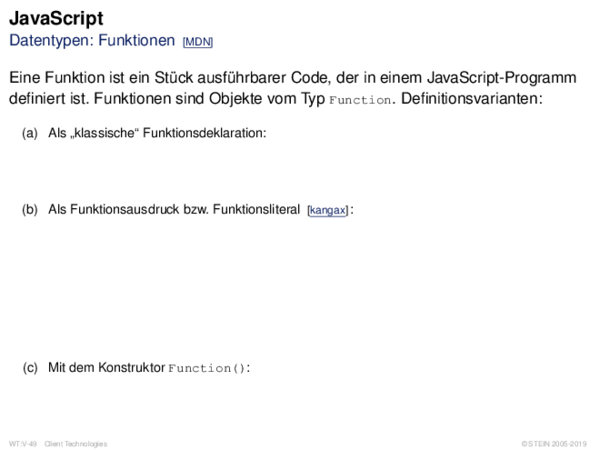 JavaScript
Datentypen: Funktionen [MDN]
Eine Funktion ist ein Stück ausführbarer Code, der in einem JavaScript-Programm
definiert ist. Funktionen sind Objekte vom Typ Function. Definitionsvarianten:
(a) Als „klassische“ Funktionsdeklaration:
(b) Als Funktionsausdruck bzw. Funktionsliteral [kangax]:
(c) Mit dem Konstruktor Function():
WT:V-49 Client Technologies © STEIN 2005-2019